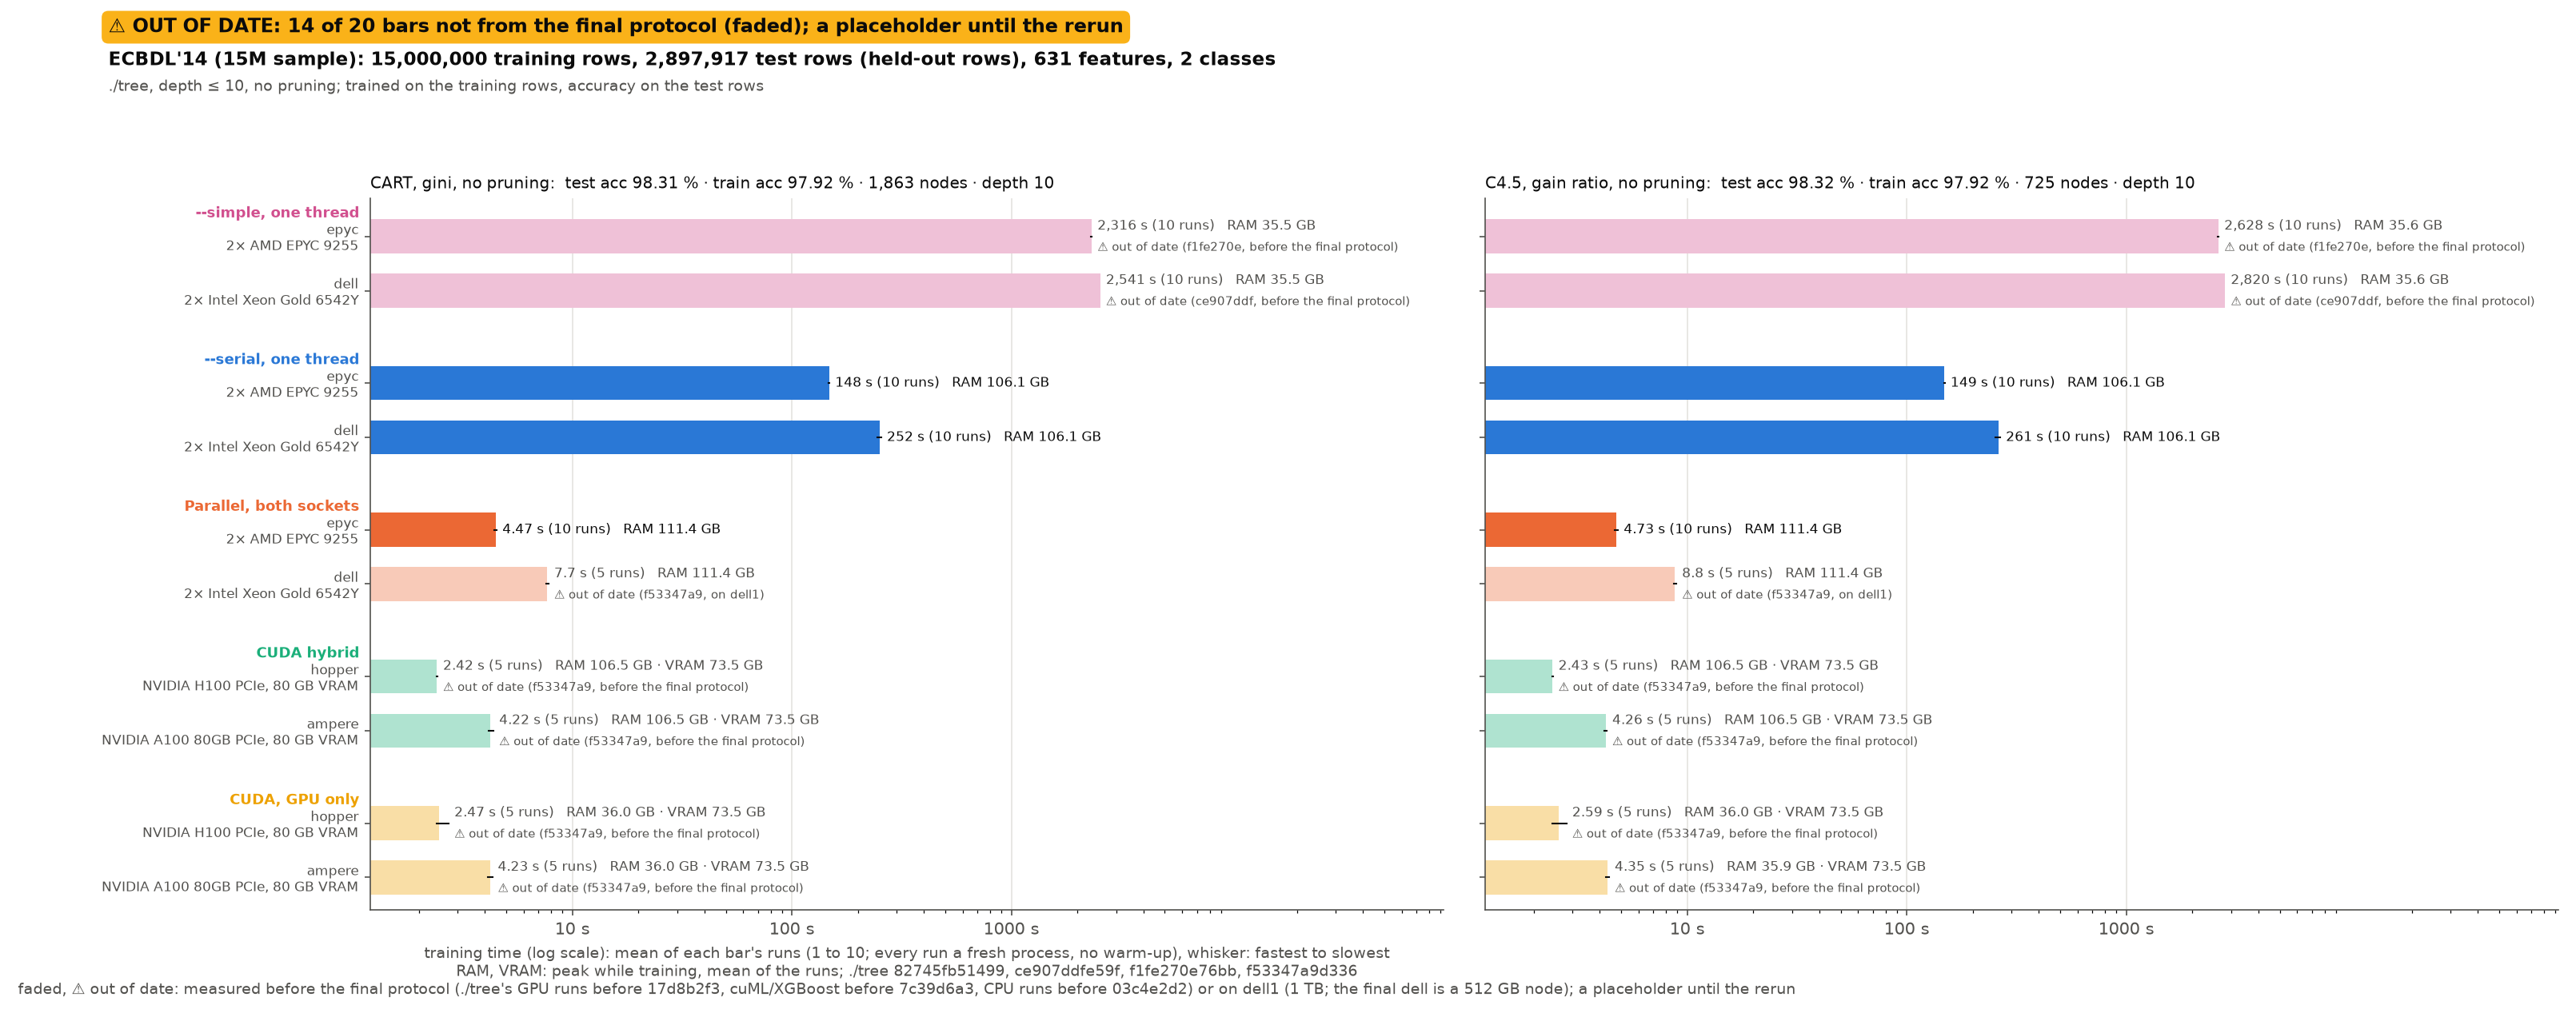 ⚠ OUT OF DATE: 14 of 20 bars not from the final protocol (faded); a placeholder until the rerun
ECBDL'14 (15M sample): 15,000,000 training rows, 2,897,917 test rows (held-out rows), 631 features, 2 classes
./tree, depth ≤ 10, no pruning; trained on the training rows, accuracy on the test rows
CART, gini, no pruning:  test acc 98.31 % · train acc 97.92 % · 1,863 nodes · depth 10
--simple, one thread
epyc
2× AMD EPYC 9255
2,316 s (10 runs)   RAM 35.5 GB
⚠ out of date (f1fe270e, before the final protocol)
dell
2× Intel Xeon Gold 6542Y
2,541 s (10 runs)   RAM 35.5 GB
⚠ out of date (ce907ddf, before the final protocol)
--serial, one thread
epyc
2× AMD EPYC 9255
148 s (10 runs)   RAM 106.1 GB
dell
2× Intel Xeon Gold 6542Y
252 s (10 runs)   RAM 106.1 GB
Parallel, both sockets
epyc
2× AMD EPYC 9255
4.47 s (10 runs)   RAM 111.4 GB
dell
2× Intel Xeon Gold 6542Y
7.7 s (5 runs)   RAM 111.4 GB
⚠ out of date (f53347a9, on dell1)
CUDA hybrid
hopper
NVIDIA H100 PCIe, 80 GB VRAM
2.42 s (5 runs)   RAM 106.5 GB · VRAM 73.5 GB
⚠ out of date (f53347a9, before the final protocol)
ampere
NVIDIA A100 80GB PCIe, 80 GB VRAM
4.22 s (5 runs)   RAM 106.5 GB · VRAM 73.5 GB
⚠ out of date (f53347a9, before the final protocol)
CUDA, GPU only
hopper
NVIDIA H100 PCIe, 80 GB VRAM
2.47 s (5 runs)   RAM 36.0 GB · VRAM 73.5 GB
⚠ out of date (f53347a9, before the final protocol)
ampere
NVIDIA A100 80GB PCIe, 80 GB VRAM
4.23 s (5 runs)   RAM 36.0 GB · VRAM 73.5 GB
⚠ out of date (f53347a9, before the final protocol)
10 s 100 s 1000 s
C4.5, gain ratio, no pruning:  test acc 98.32 % · train acc 97.92 % · 725 nodes · depth 10
2,628 s (10 runs)   RAM 35.6 GB
⚠ out of date (f1fe270e, before the final protocol)
2,820 s (10 runs)   RAM 35.6 GB
⚠ out of date (ce907ddf, before the final protocol)
149 s (10 runs)   RAM 106.1 GB
261 s (10 runs)   RAM 106.1 GB
4.73 s (10 runs)   RAM 111.4 GB
8.8 s (5 runs)   RAM 111.4 GB
⚠ out of date (f53347a9, on dell1)
2.43 s (5 runs)   RAM 106.5 GB · VRAM 73.5 GB
⚠ out of date (f53347a9, before the final protocol)
4.26 s (5 runs)   RAM 106.5 GB · VRAM 73.5 GB
⚠ out of date (f53347a9, before the final protocol)
2.59 s (5 runs)   RAM 36.0 GB · VRAM 73.5 GB
⚠ out of date (f53347a9, before the final protocol)
4.35 s (5 runs)   RAM 35.9 GB · VRAM 73.5 GB
⚠ out of date (f53347a9, before the final protocol)
10 s 100 s 1000 s
training time (log scale): mean of each bar's runs (1 to 10; every run a fresh process, no warm-up), whisker: fastest to slowest
RAM, VRAM: peak while training, mean of the runs; ./tree 82745fb51499, ce907ddfe59f, f1fe270e76bb, f53347a9d336
faded, ⚠ out of date: measured before the final protocol (./tree's GPU runs before 17d8b2f3, cuML/XGBoost before 7c39d6a3, CPU runs before 03c4e2d2) or on dell1 (1 TB; the final dell is a 512 GB node); a placeholder until the rerun